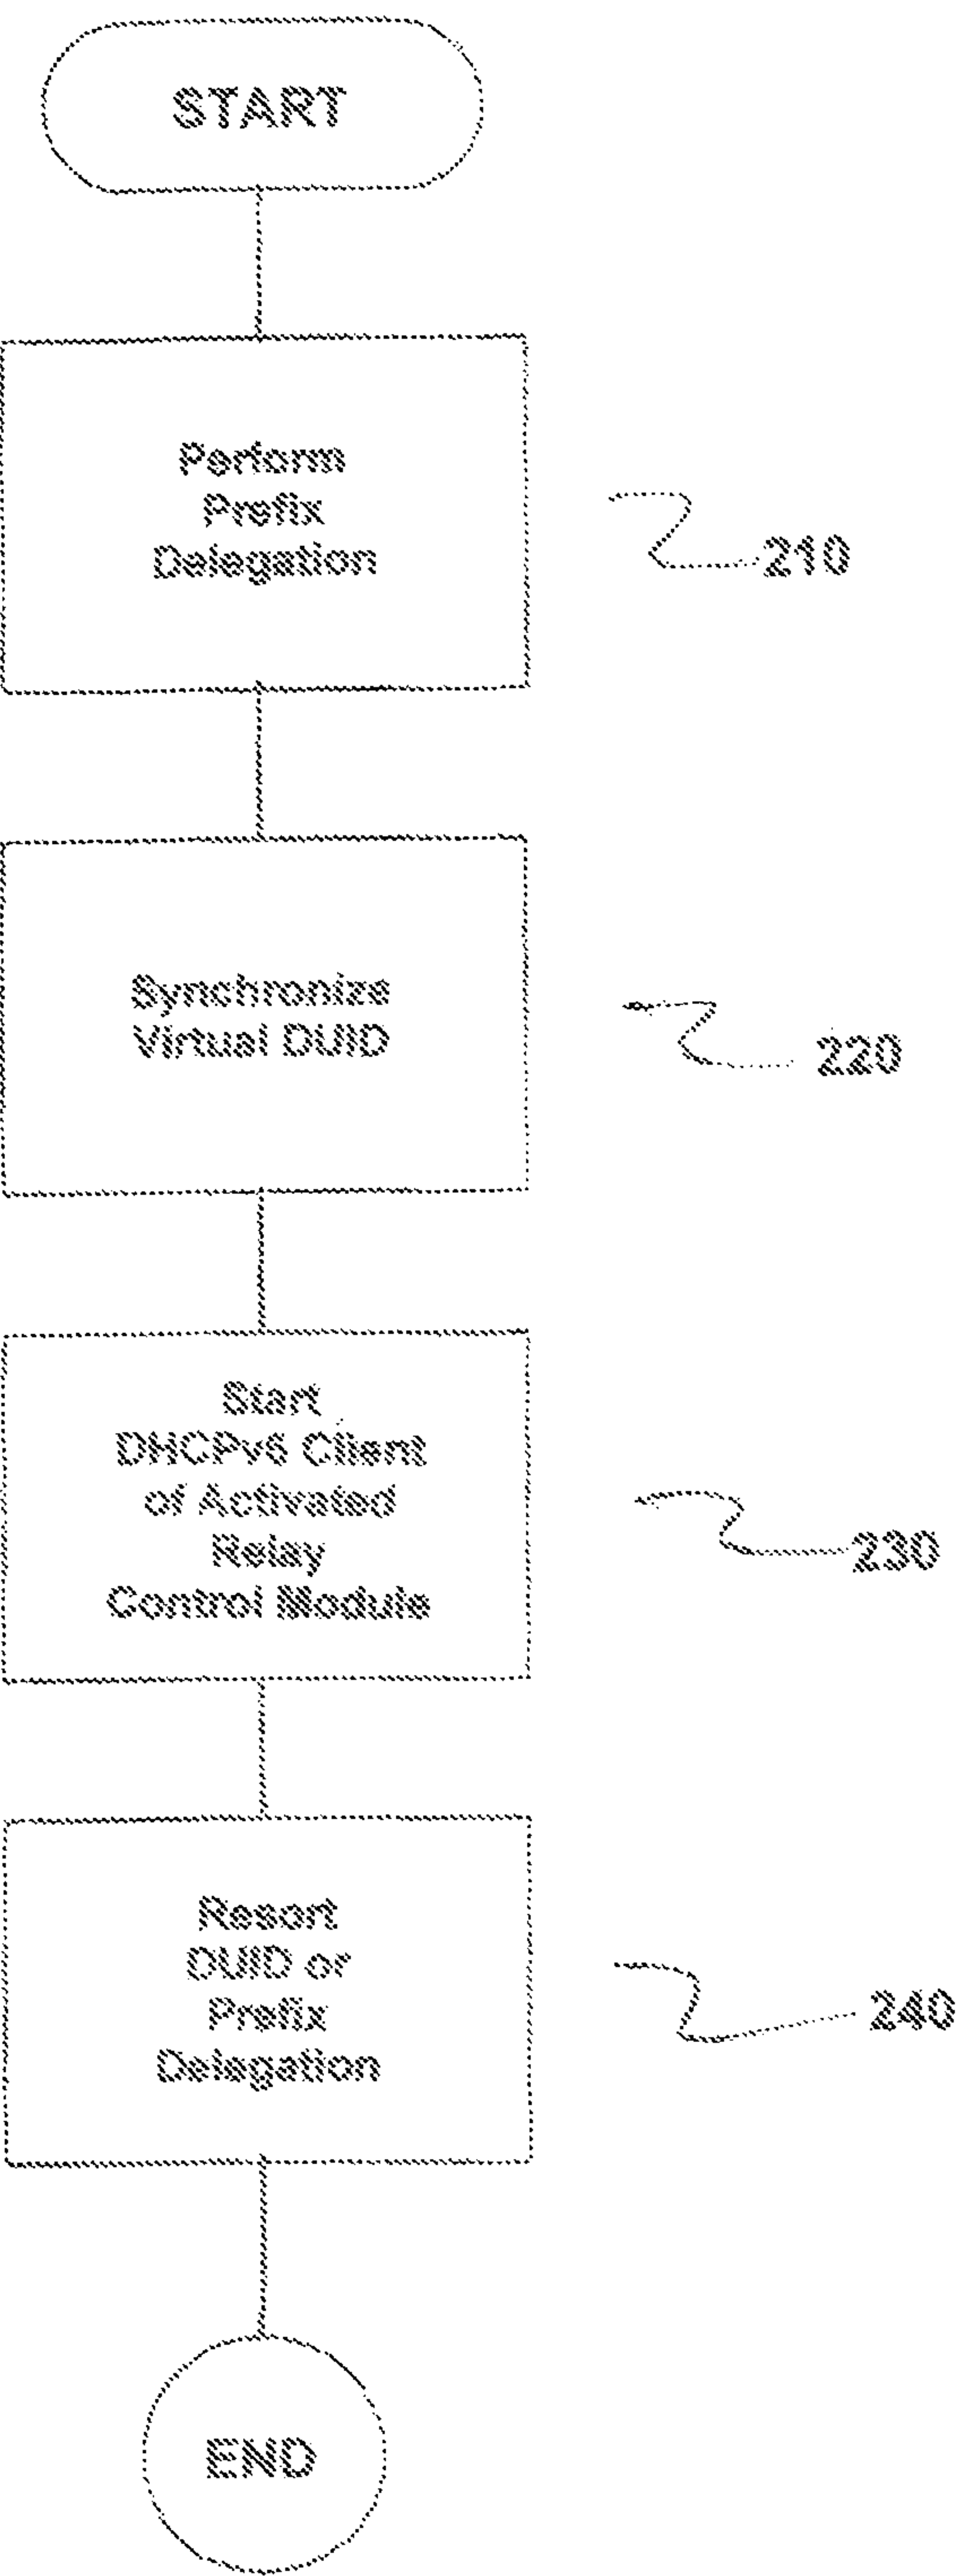 START
Perform
Prefix
Delegation
210
Synchronize
Virtual DUID
220
Start
DHCPv6 Client
of Activated
Relay
Control Module
230
Resort
DUID or
Prefix
Delegation
240
END